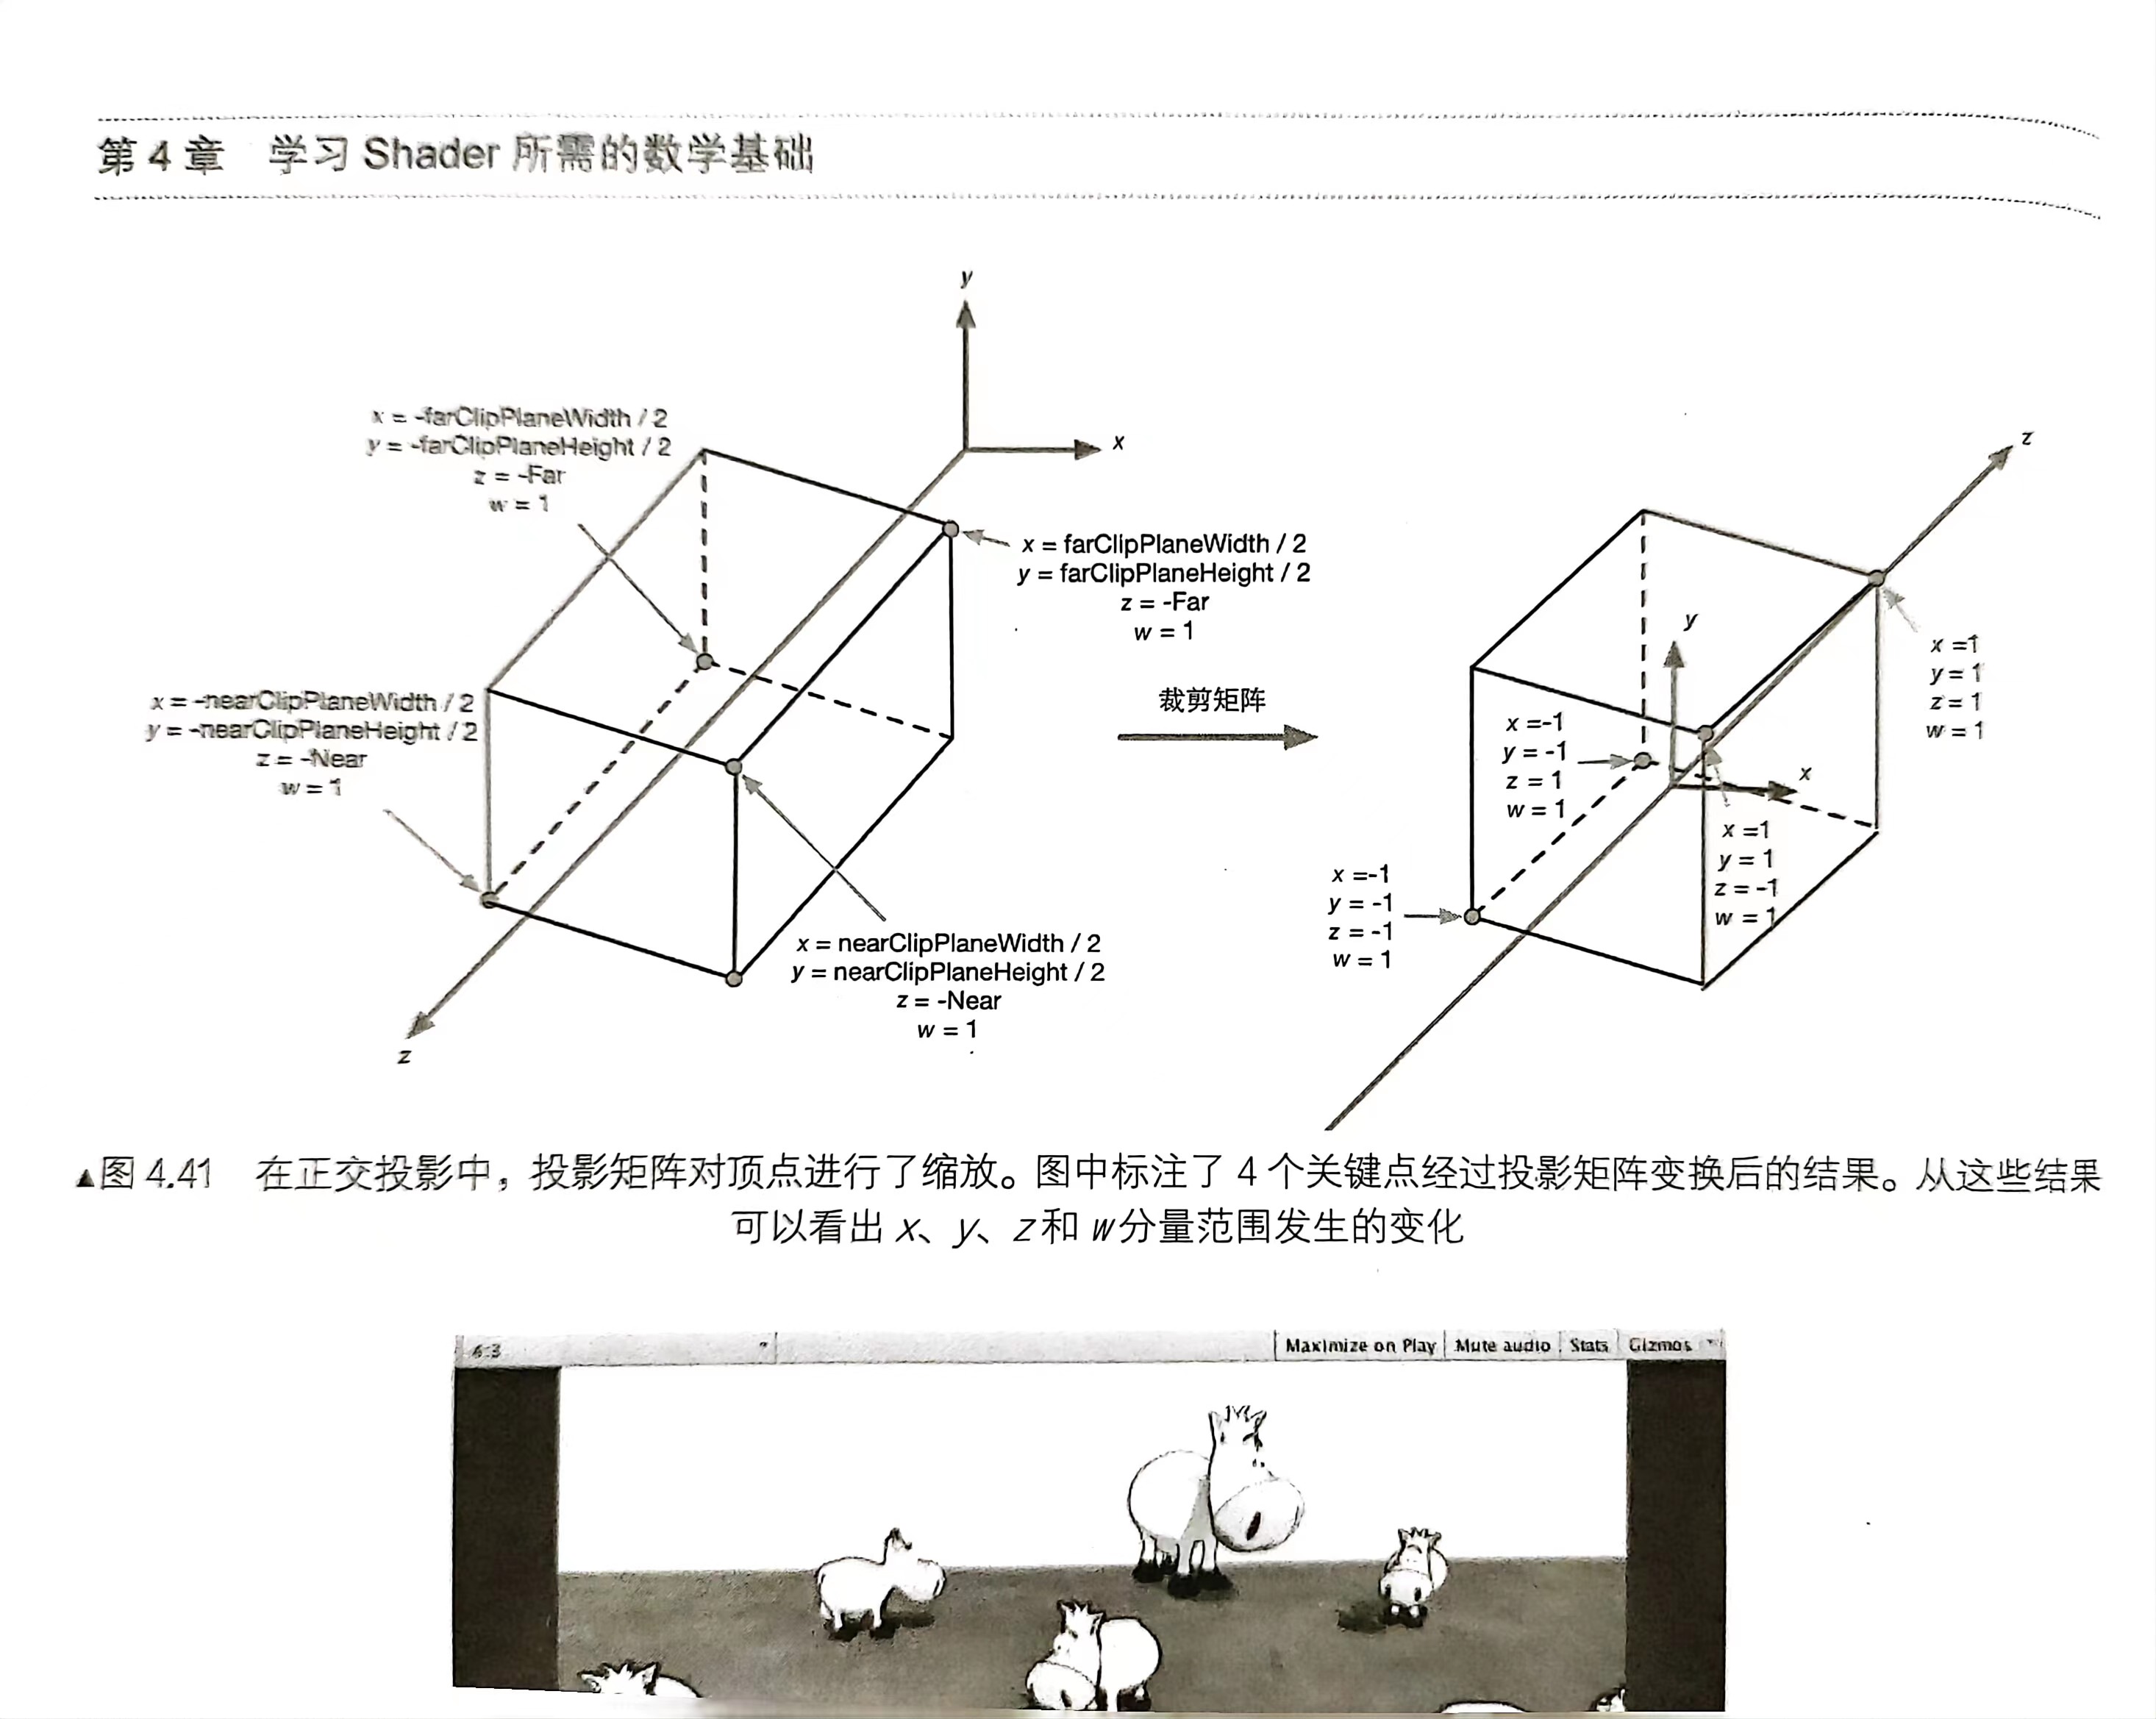 第 4 章 学习 Shader 所需的数学基础
y
x
z
x = -farClipPlaneWidth / 2
y = -farClipPlaneHeight / 2
z = -Far
w = 1
x = farClipPlaneWidth / 2
y = farClipPlaneHeight / 2
z = -Far
w = 1
x = -nearClipPlaneWidth / 2
y = -nearClipPlaneHeight / 2
z = -Near
w = 1
x = nearClipPlaneWidth / 2
y = nearClipPlaneHeight / 2
z = -Near
w = 1
裁剪矩阵
z
y
x
x =1
y = 1
z = 1
w = 1
x =-1
y = -1
z = 1
w = 1
x =1
y = 1
z = -1
w = 1
x =-1
y = -1
z = -1
w = 1
▲图 4.41 在正交投影中，投影矩阵对顶点进行了缩放。图中标注了 4 个关键点经过投影矩阵变换后的结果。从这些结果
可以看出 x、y、z 和 w 分量范围发生的变化
4:3
Maximize on Play Mute audio Stats Gizmos